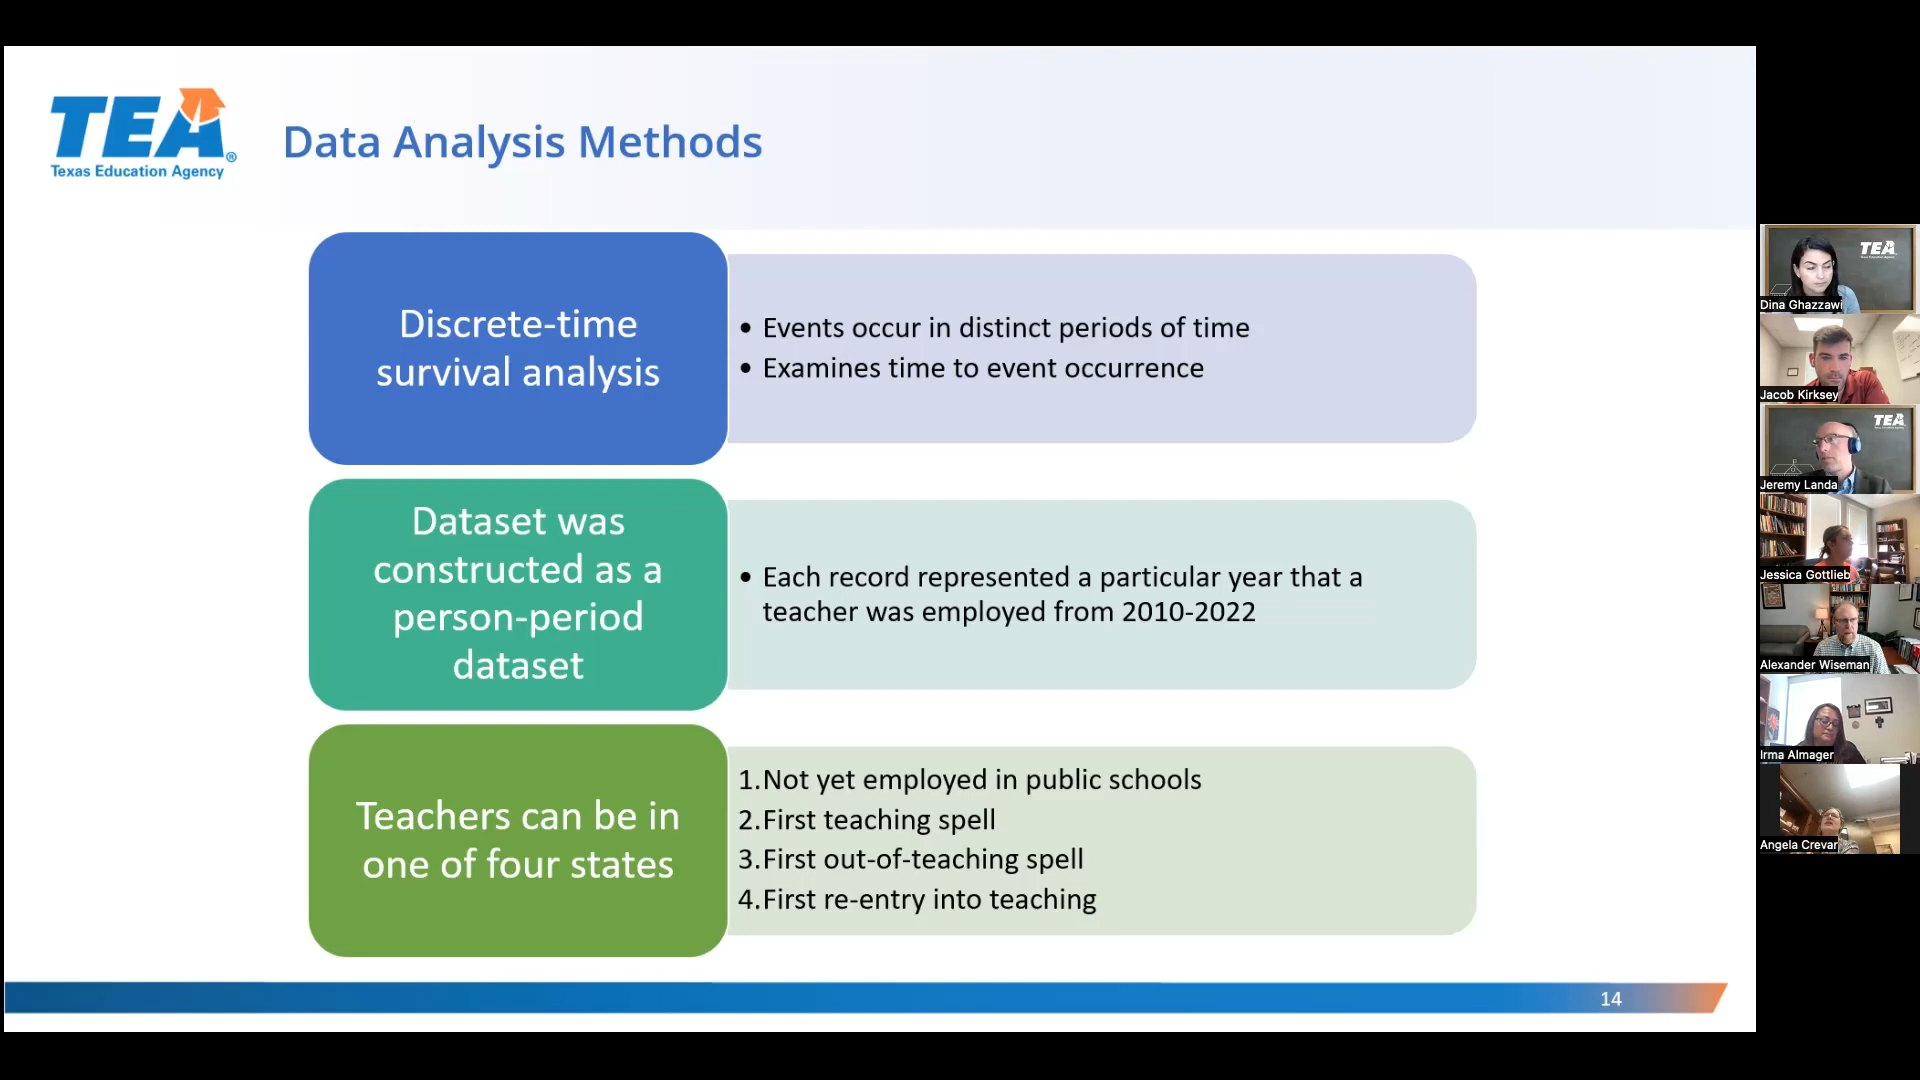 TEA
Texas Education Agency
Data Analysis Methods
Discrete-time
survival analysis
• Events occur in distinct periods of time
• Examines time to event occurrence
Dataset was
constructed as a
person-period
dataset
• Each record represented a particular year that a
teacher was employed from 2010-2022
Teachers can be in
one of four states
1.Not yet employed in public schools
2.First teaching spell
3.First out-of-teaching spell
4.First re-entry into teaching
14
TEA
Dina Ghazzawi
Jacob Kirksey
TEA
Jeremy Landa
Jessica Gottlieb
Alexander Wiseman
Irma Almager
Angela Crevar